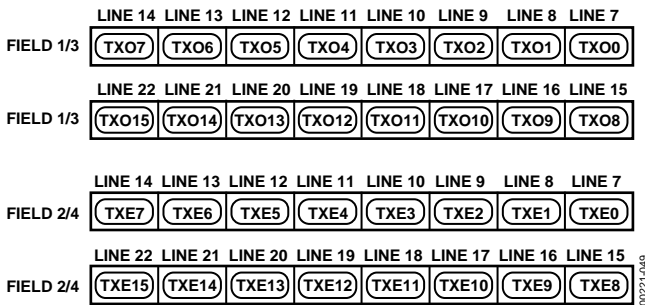 LINE 14 LINE 13 LINE 12 LINE 11 LINE 10 LINE 9 LINE 8 LINE 7
FIELD 1/3 TXO7 TXO6 TXO5 TXO4 TXO3 TXO2 TXO1 TXO0
LINE 22 LINE 21 LINE 20 LINE 19 LINE 18 LINE 17 LINE 16 LINE 15
FIELD 1/3 TXO15 TXO14 TXO13 TXO12 TXO11 TXO10 TXO9 TXO8
LINE 14 LINE 13 LINE 12 LINE 11 LINE 10 LINE 9 LINE 8 LINE 7
FIELD 2/4 TXE7 TXE6 TXE5 TXE4 TXE3 TXE2 TXE1 TXE0
LINE 22 LINE 21 LINE 20 LINE 19 LINE 18 LINE 17 LINE 16 LINE 15
FIELD 2/4 TXE15 TXE14 TXE13 TXE12 TXE11 TXE10 TXE9 TXE8
00221-049